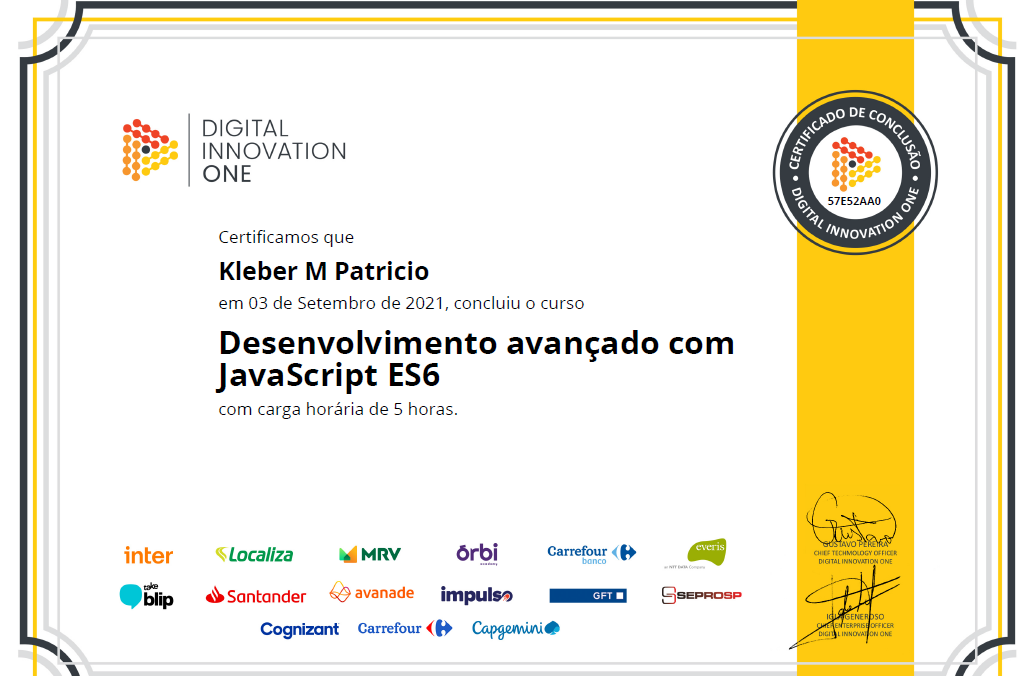 DIGITAL
INNOVATION
ONE
CERTIFICADO DE CONCLUSÃO
57E52AA0
DIGITAL INNOVATION ONE
Certificamos que
Kleber M Patricio
em 03 de Setembro de 2021, concluiu o curso
Desenvolvimento avançado com
JavaScript ES6
com carga horária de 5 horas.
GUSTAVO PEREIRA
CHIEF TECHNOLOGY OFFICER
DIGITAL INNOVATION ONE
inter
Localiza
MRV
órbi
academy
Carrefour
banco
everis
an NTT DATA Company
take
blip
Santander
avanade
impulso
GFT
SEPROSP
GENEROSO
CHIEF ENTERPRISE OFFICER
DIGITAL INNOVATION ONE
Cognizant
Carrefour
Capgemini